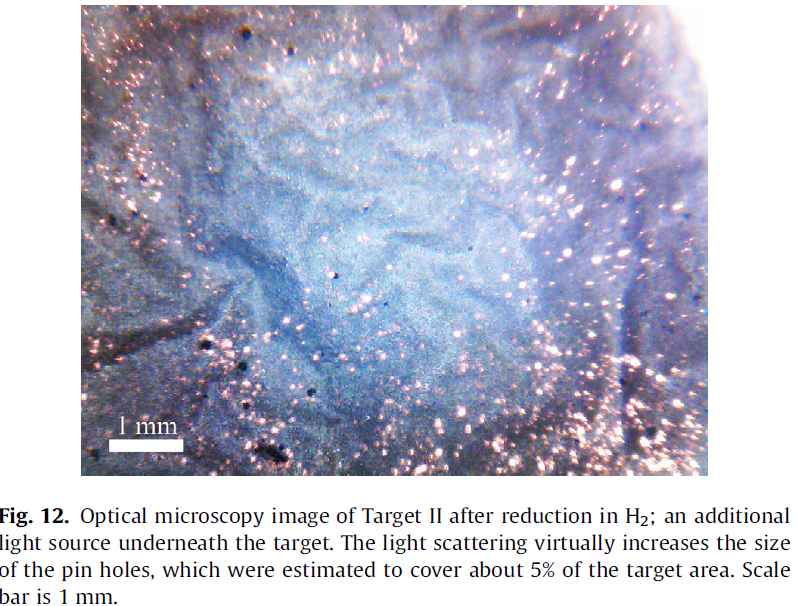 1 mm
Fig. 12. Optical microscopy image of Target II after reduction in H₂; an additional
light source underneath the target. The light scattering virtually increases the size
of the pin holes, which were estimated to cover about 5% of the target area. Scale
bar is 1 mm.